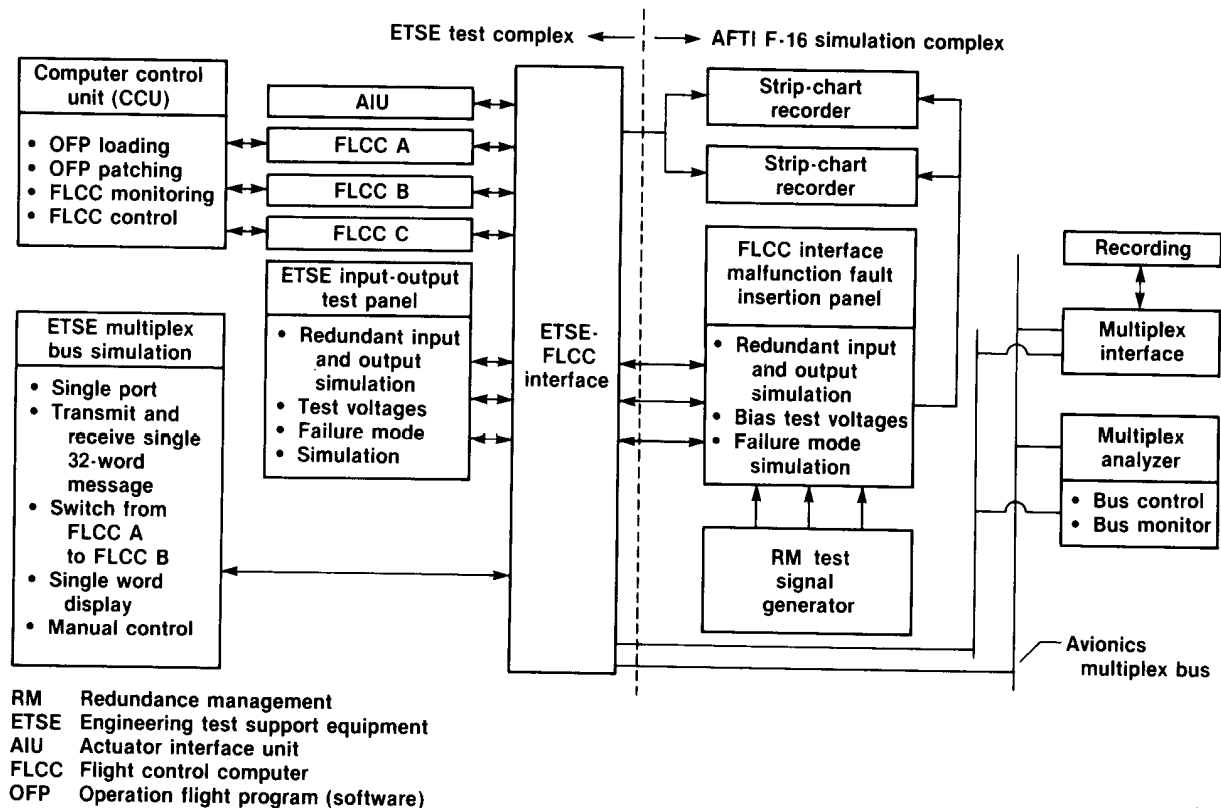 ETSE test complex
AFTI F-16 simulation complex
Computer control
unit (CCU)
• OFP loading
• OFP patching
• FLCC monitoring
• FLCC control
AIU
FLCC A
FLCC B
FLCC C
ETSE input-output
test panel
• Redundant input
and output
simulation
• Test voltages
• Failure mode
• Simulation
ETSE multiplex
bus simulation
• Single port
• Transmit and
receive single
32-word
message
• Switch from
FLCC A
to FLCC B
• Single word
display
• Manual control
ETSE-
FLCC
interface
Strip-chart
recorder
Strip-chart
recorder
FLCC interface
malfunction fault
insertion panel
• Redundant input
and output
simulation
• Bias test voltages
• Failure mode
simulation
RM test
signal
generator
Recording
Multiplex
interface
Multiplex
analyzer
• Bus control
• Bus monitor
Avionics
multiplex bus
RM Redundance management
ETSE Engineering test support equipment
AIU Actuator interface unit
FLCC Flight control computer
OFP Operation flight program (software)